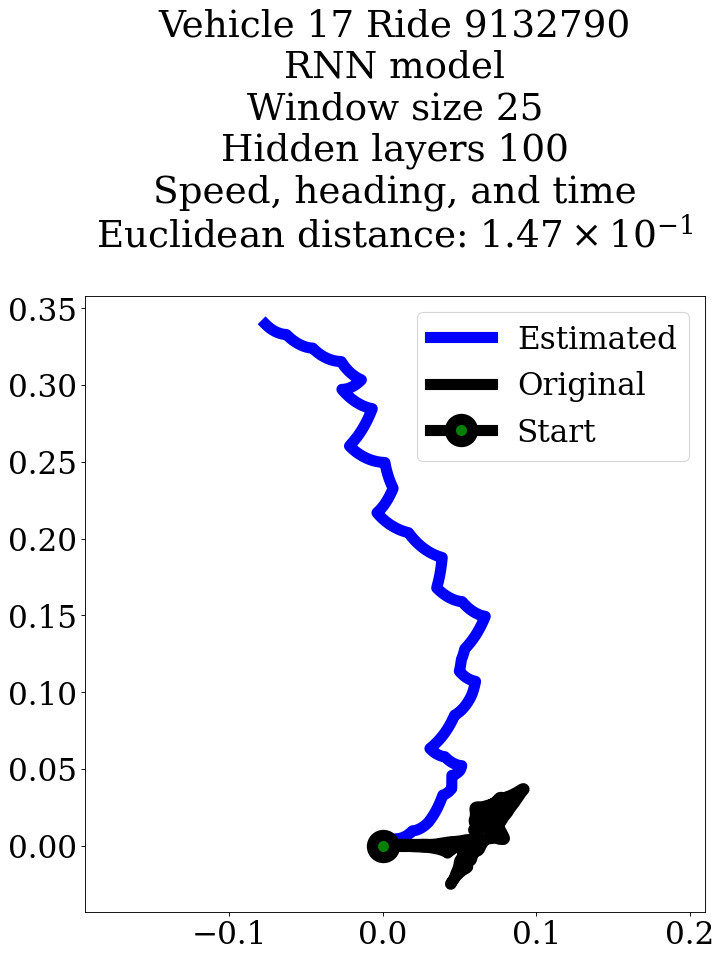 Vehicle 17 Ride 9132790
RNN model
Window size 25
Hidden layers 100
Speed, heading, and time
Euclidean distance: 1.47 × 10⁻¹
Estimated
Original
Start
0.35
0.30
0.25
0.20
0.15
0.10
0.05
0.00
−0.1 0.0 0.1 0.2